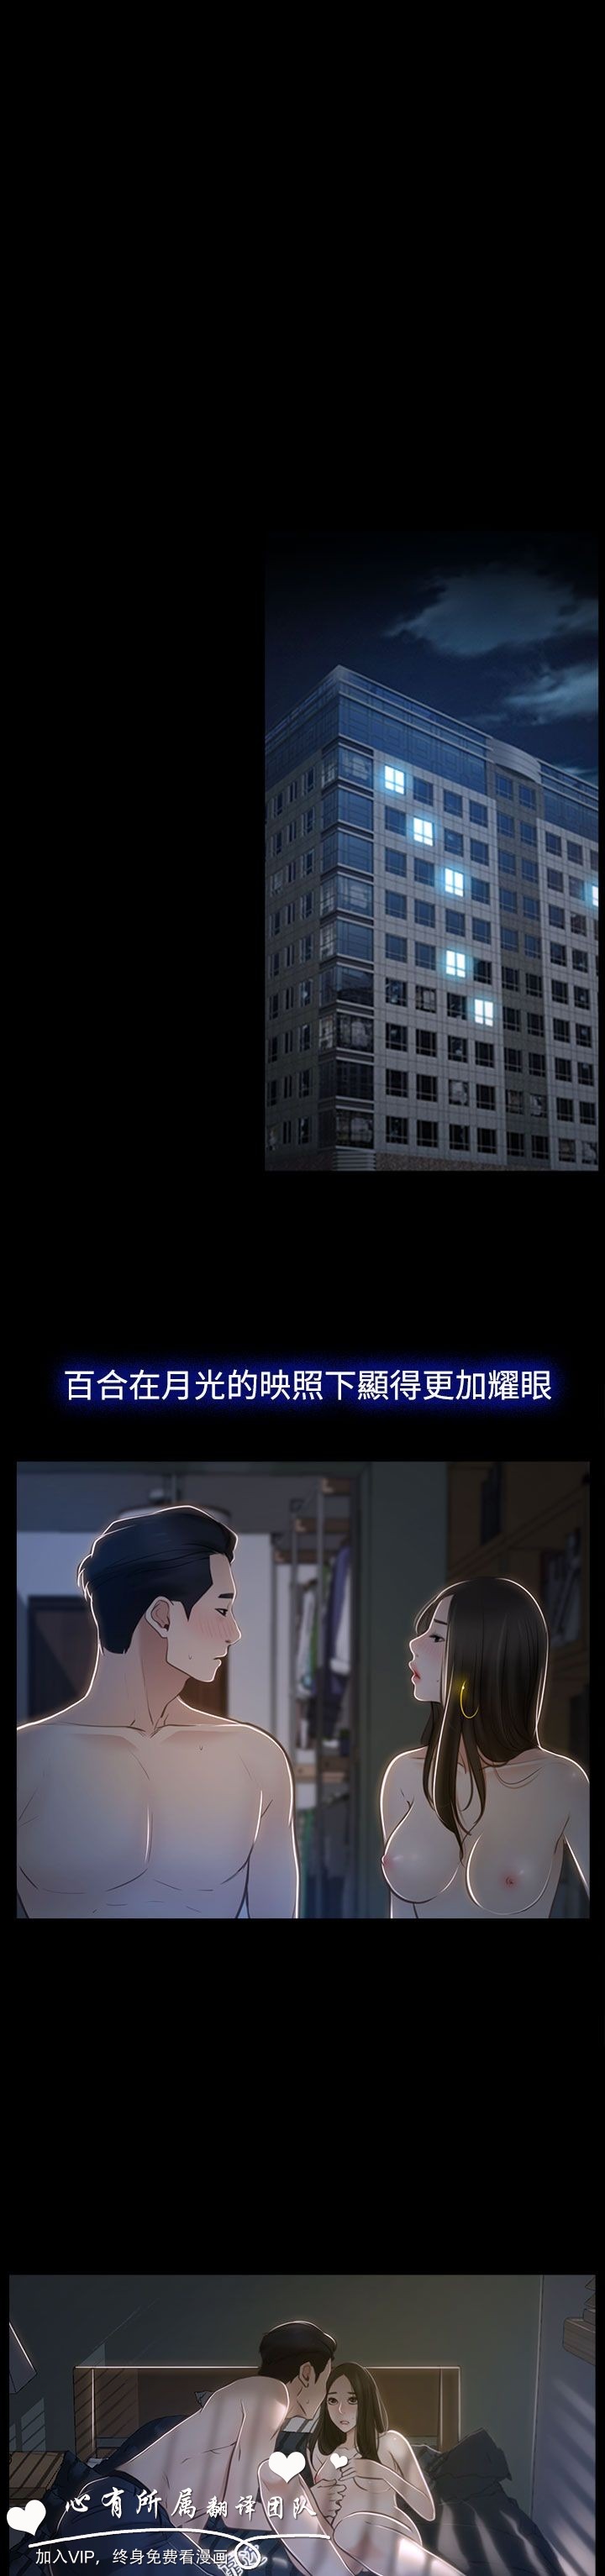 百合在月光的映照下顯得更加耀眼
心有所属翻译团队
加入VIP，终身免费看漫画